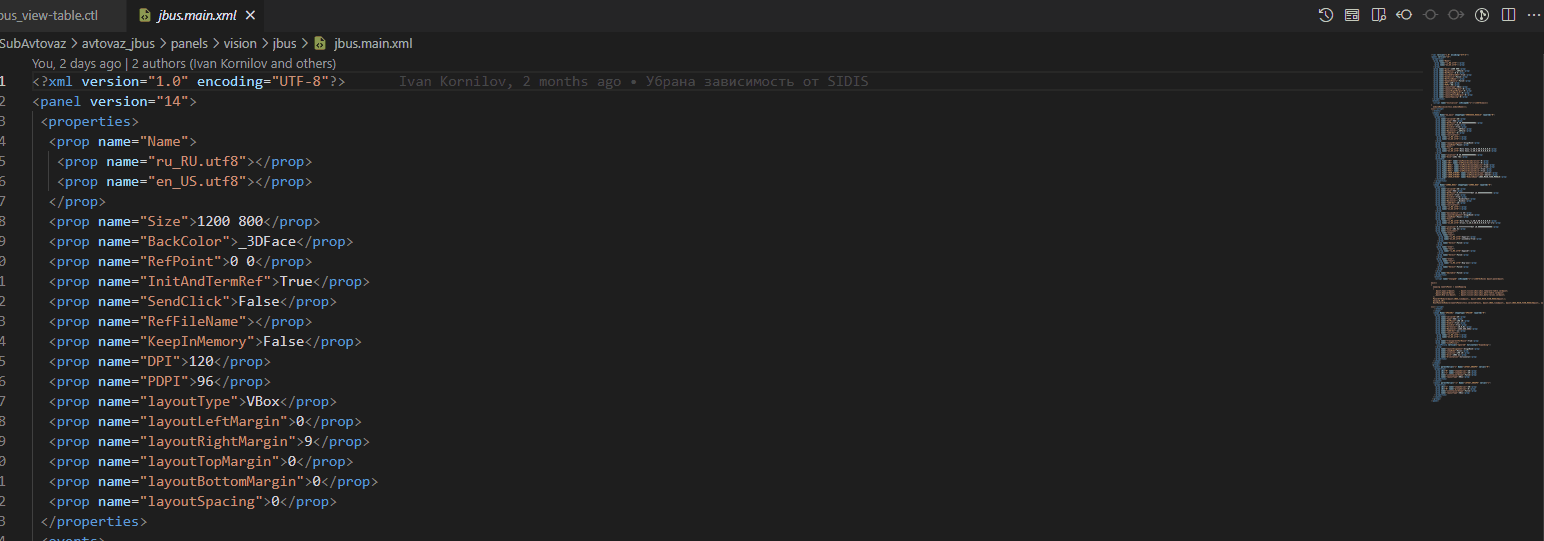 bus_view-table.ctl jbus.main.xml
SubAvtovaz > avtovaz_jbus > panels > vision > jbus > jbus.main.xml
You, 2 days ago | 2 authors (Ivan Kornilov and others)
1 <?xml version="1.0" encoding="UTF-8"?> Ivan Kornilov, 2 months ago • Убрана зависимость от SIDIS
2 <panel version="14">
3 <properties>
4 <prop name="Name">
5 <prop name="ru_RU.utf8"></prop>
6 <prop name="en_US.utf8"></prop>
7 </prop>
8 <prop name="Size">1200 800</prop>
9 <prop name="BackColor">_3DFace</prop>
0 <prop name="RefPoint">0 0</prop>
1 <prop name="InitAndTermRef">True</prop>
2 <prop name="SendClick">False</prop>
3 <prop name="RefFileName"></prop>
4 <prop name="KeepInMemory">False</prop>
5 <prop name="DPI">120</prop>
6 <prop name="PDPI">96</prop>
7 <prop name="layoutType">VBox</prop>
8 <prop name="layoutLeftMargin">0</prop>
9 <prop name="layoutRightMargin">9</prop>
0 <prop name="layoutTopMargin">0</prop>
1 <prop name="layoutBottomMargin">0</prop>
2 <prop name="layoutSpacing">0</prop>
3 </properties>
4 <events>